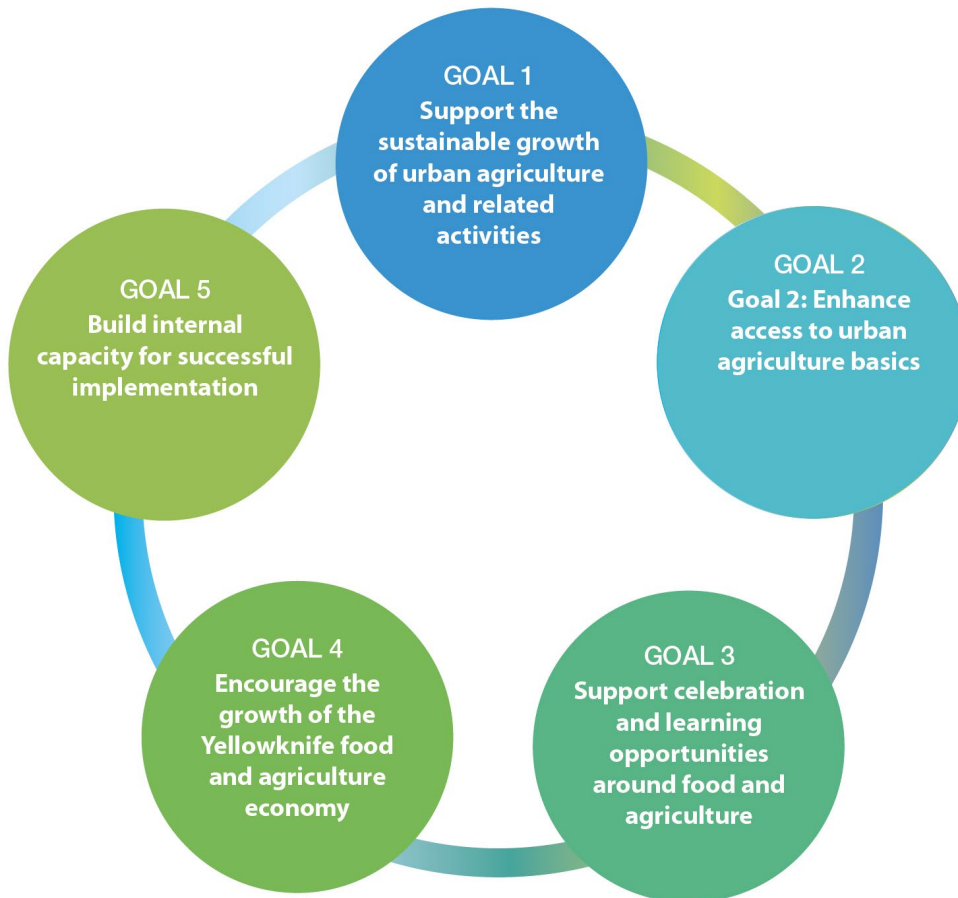 GOAL 1
Support the
sustainable growth
of urban agriculture
and related
activities
GOAL 2
Goal 2: Enhance
access to urban
agriculture basics
GOAL 3
Support celebration
and learning
opportunities
around food and
agriculture
GOAL 4
Encourage the
growth of the
Yellowknife food
and agriculture
economy
GOAL 5
Build internal
capacity for successful
implementation